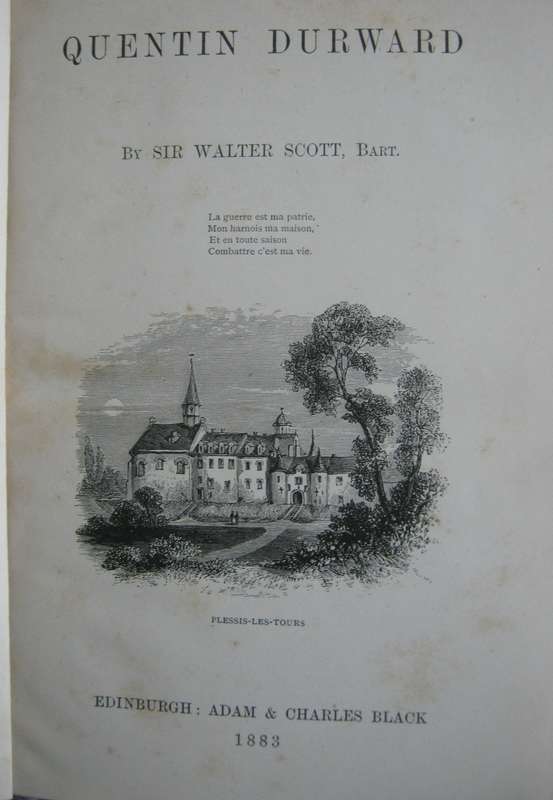 QUENTIN DURWARD
By SIR WALTER SCOTT, Bart.
La guerre est ma patrie,
Mon harnois ma maison,
Et en toute saison
Combattre c'est ma vie.
PLESSIS-LES-TOURS
EDINBURGH: ADAM & CHARLES BLACK
1883